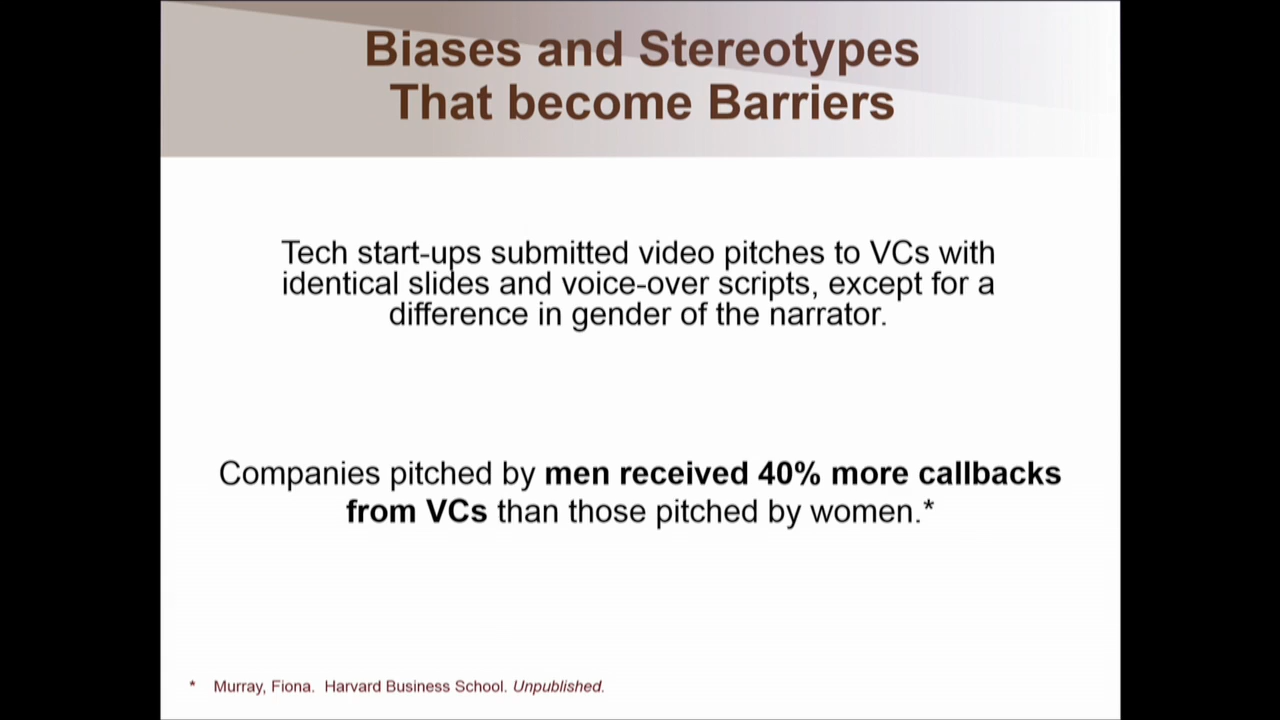 Biases and Stereotypes
That become Barriers
Tech start-ups submitted video pitches to VCs with
identical slides and voice-over scripts, except for a
difference in gender of the narrator.
Companies pitched by men received 40% more callbacks
from VCs than those pitched by women.*
* Murray, Fiona. Harvard Business School. Unpublished.